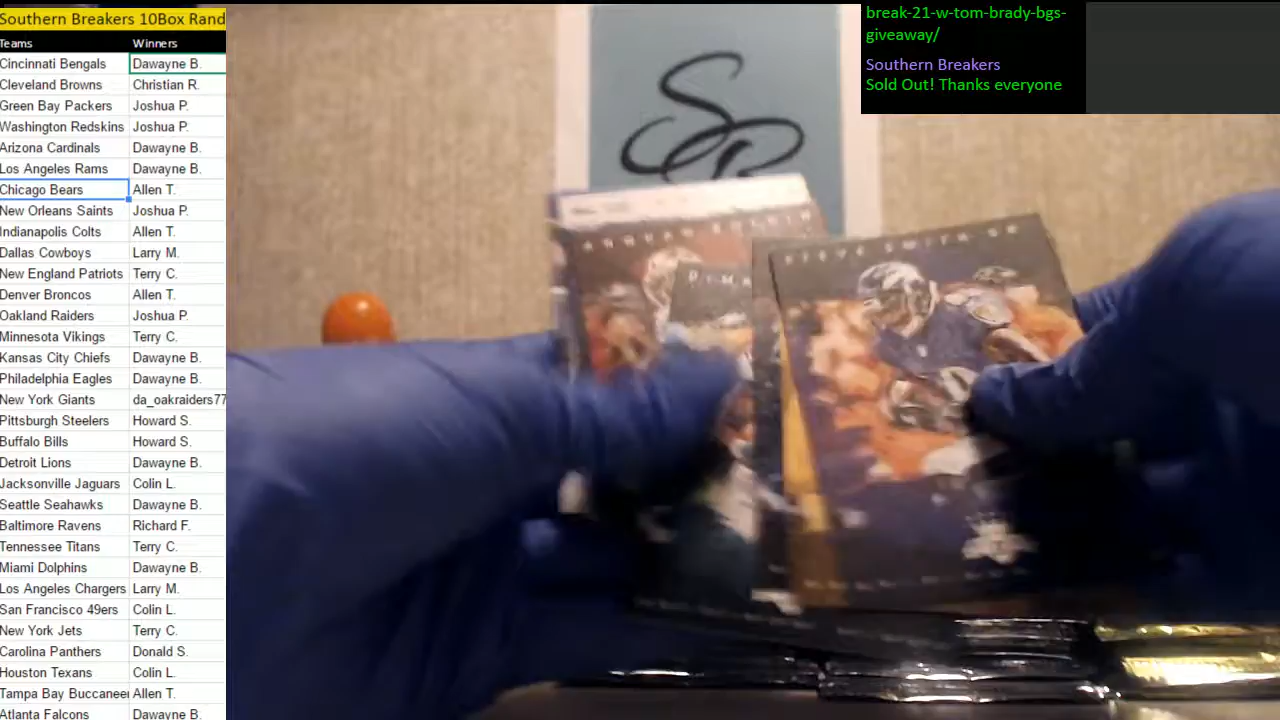 Southern Breakers 10Box Rand
Teams Winners
Cincinnati Bengals Dawayne B.
Cleveland Browns Christian R.
Green Bay Packers Joshua P.
Washington Redskins Joshua P.
Arizona Cardinals Dawayne B.
Los Angeles Rams Dawayne B.
Chicago Bears Allen T.
New Orleans Saints Joshua P.
Indianapolis Colts Allen T.
Dallas Cowboys Larry M.
New England Patriots Terry C.
Denver Broncos Allen T.
Oakland Raiders Joshua P.
Minnesota Vikings Terry C.
Kansas City Chiefs Dawayne B.
Philadelphia Eagles Dawayne B.
New York Giants da_oakraiders77
Pittsburgh Steelers Howard S.
Buffalo Bills Howard S.
Detroit Lions Dawayne B.
Jacksonville Jaguars Colin L.
Seattle Seahawks Dawayne B.
Baltimore Ravens Richard F.
Tennessee Titans Terry C.
Miami Dolphins Dawayne B.
Los Angeles Chargers Larry M.
San Francisco 49ers Colin L.
New York Jets Terry C.
Carolina Panthers Donald S.
Houston Texans Colin L.
Tampa Bay Buccaneer Allen T.
Atlanta Falcons Dawayne B.
break-21-w-tom-brady-bgs-
giveaway/
Southern Breakers
Sold Out! Thanks everyone
STEVE SMITH SR